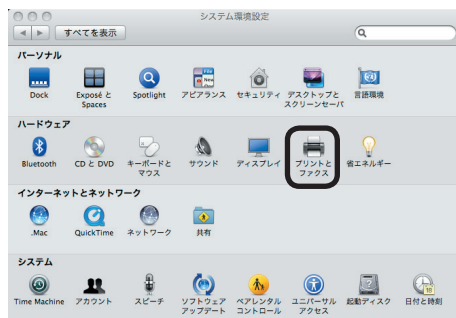 システム環境設定
すべてを表示
パーソナル
Dock
Exposé と
Spaces
Spotlight
アピアランス
セキュリティ
デスクトップと
スクリーンセーバ
言語環境
ハードウェア
Bluetooth
CD と DVD
キーボードと
マウス
サウンド
ディスプレイ
プリントと
ファクス
省エネルギー
インターネットとネットワーク
.Mac
QuickTime
ネットワーク
共有
システム
Time Machine
アカウント
スピーチ
ソフトウェア
アップデート
ペアレンタル
コントロール
ユニバーサル
アクセス
起動ディスク
日付と時刻